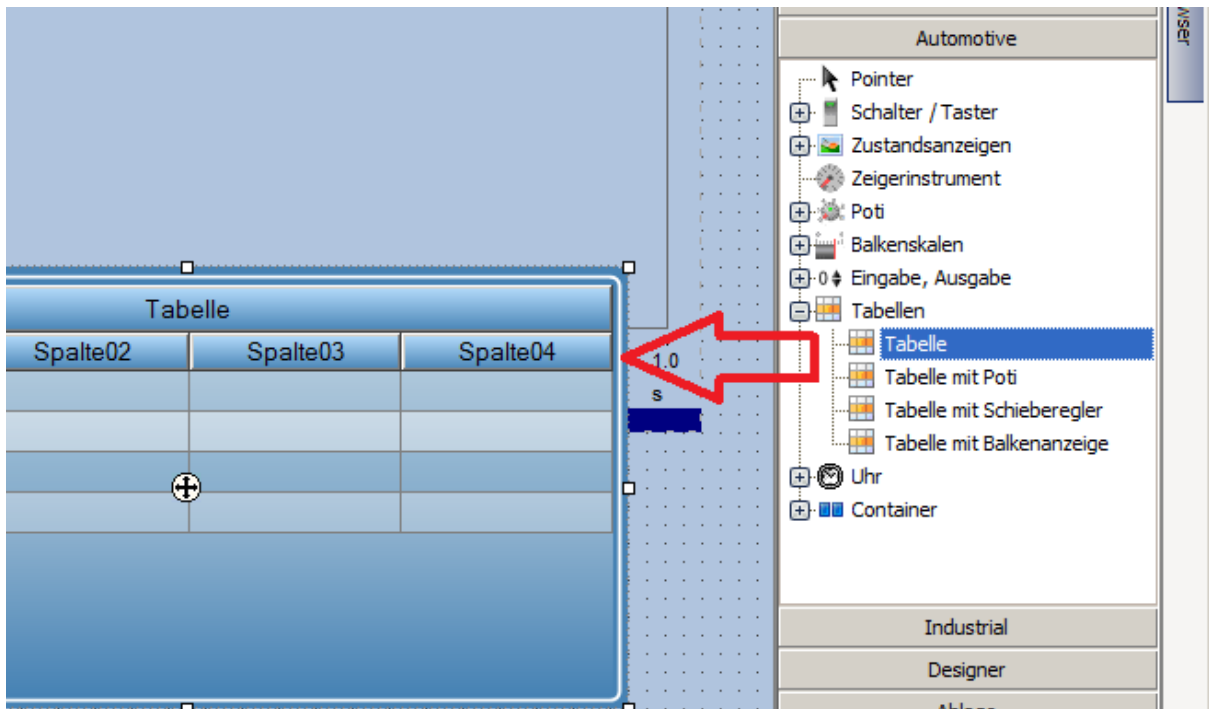 Tabelle
Spalte02 Spalte03 Spalte04
1.0
s
Automotive
Pointer
Schalter / Taster
Zustandsanzeigen
Zeigerinstrument
Poti
Balkenskalen
Eingabe, Ausgabe
Tabellen
Tabelle
Tabelle mit Poti
Tabelle mit Schieberegler
Tabelle mit Balkenanzeige
Uhr
Container
Industrial
Designer